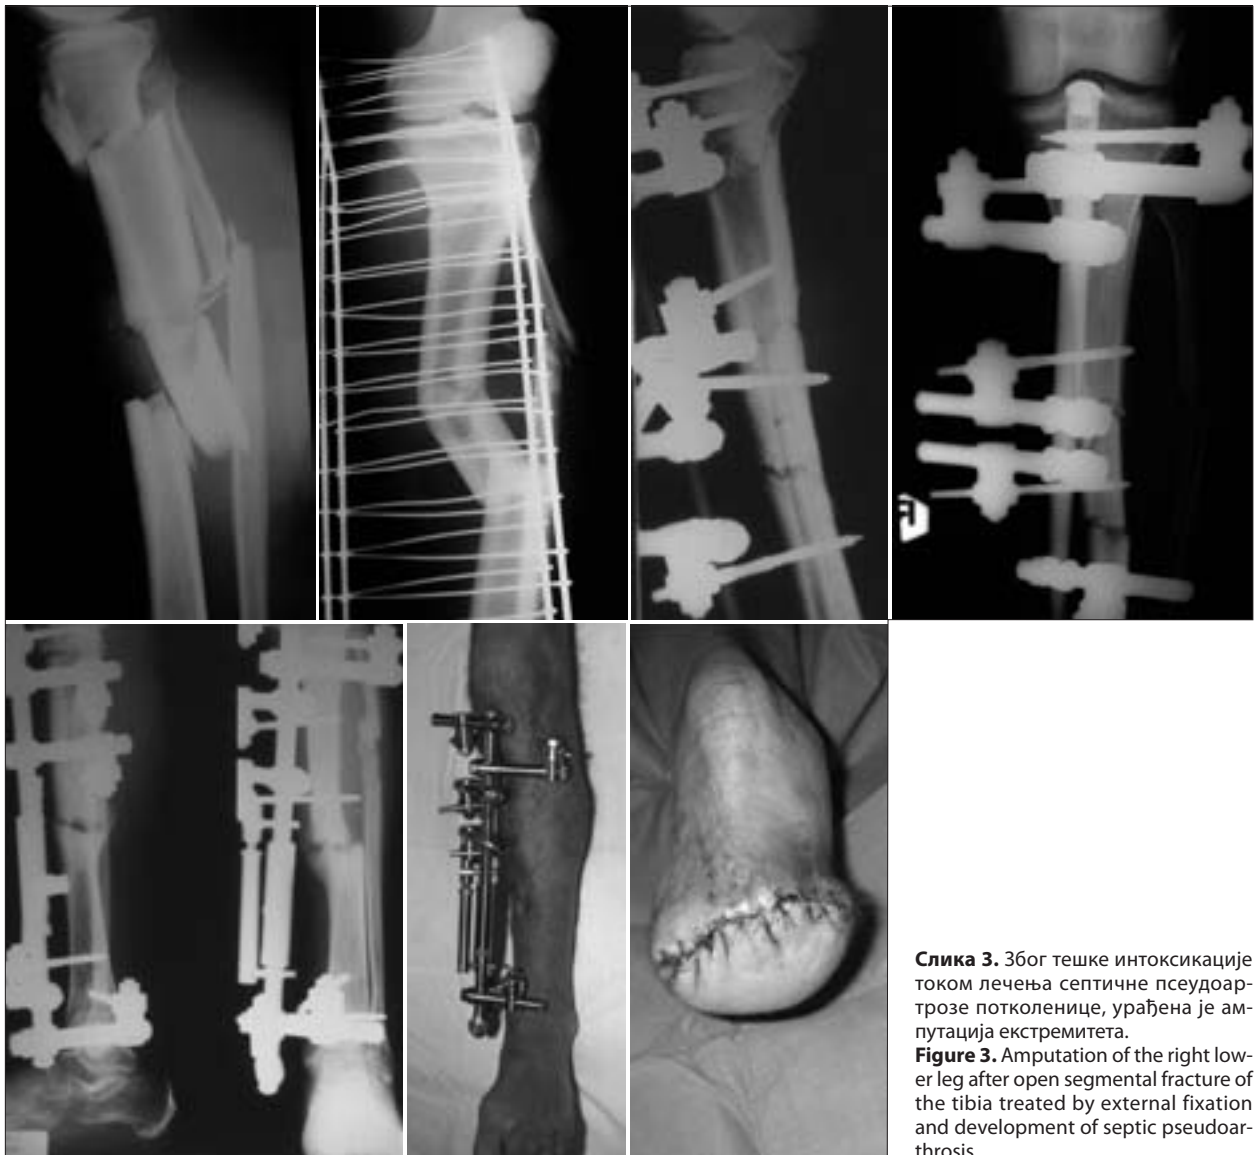 Слика 3. Због тешке интоксикације
током лечења септичне псеудоар-
трозе потколенице, урађена је ам-
путација екстремитета.
Figure 3. Amputation of the right low-
er leg after open segmental fracture of
the tibia treated by external fixation
and development of septic pseudoar-
throsis